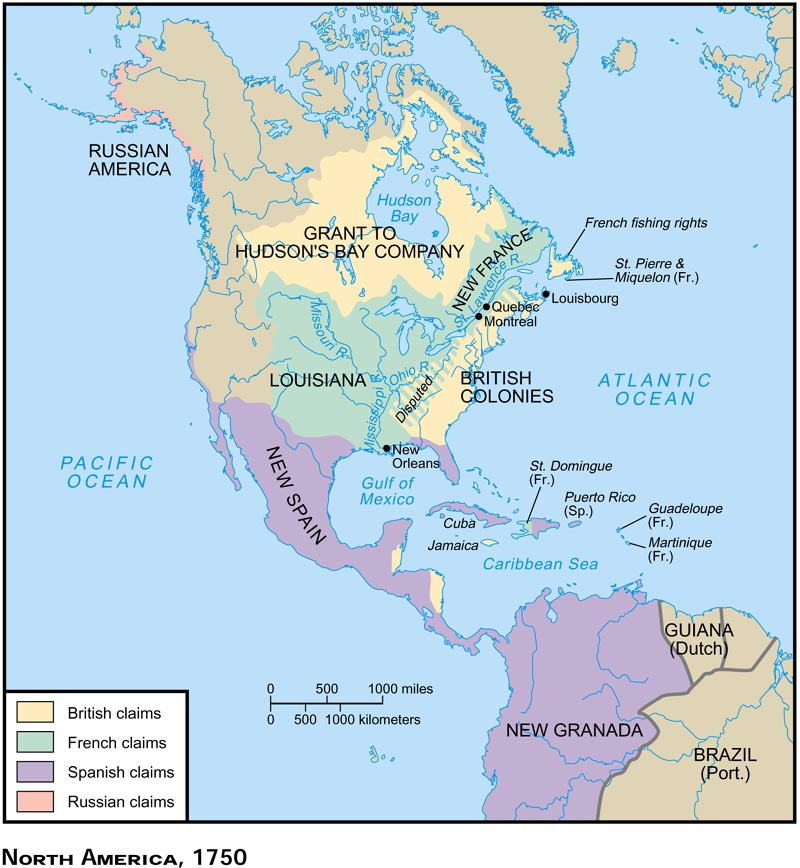 RUSSIAN
AMERICA
Hudson
Bay
GRANT TO
HUDSON'S BAY COMPANY
NEW FRANCE
St. Lawrence R.
French fishing rights
St. Pierre &
Miquelon (Fr.)
Louisbourg
Quebec
Montreal
Missouri R.
Ohio R.
Mississippi R.
LOUISIANA
Disputed
BRITISH
COLONIES
ATLANTIC
OCEAN
PACIFIC
OCEAN
New
Orleans
NEW SPAIN
Gulf of
Mexico
St. Domingue
(Fr.)
Puerto Rico
(Sp.)
Guadeloupe
(Fr.)
Martinique
(Fr.)
Cuba
Jamaica
Caribbean Sea
GUIANA
(Dutch)
NEW GRANADA
BRAZIL
(Port.)
0 500 1000 miles
0 500 1000 kilometers
British claims
French claims
Spanish claims
Russian claims
NORTH AMERICA, 1750